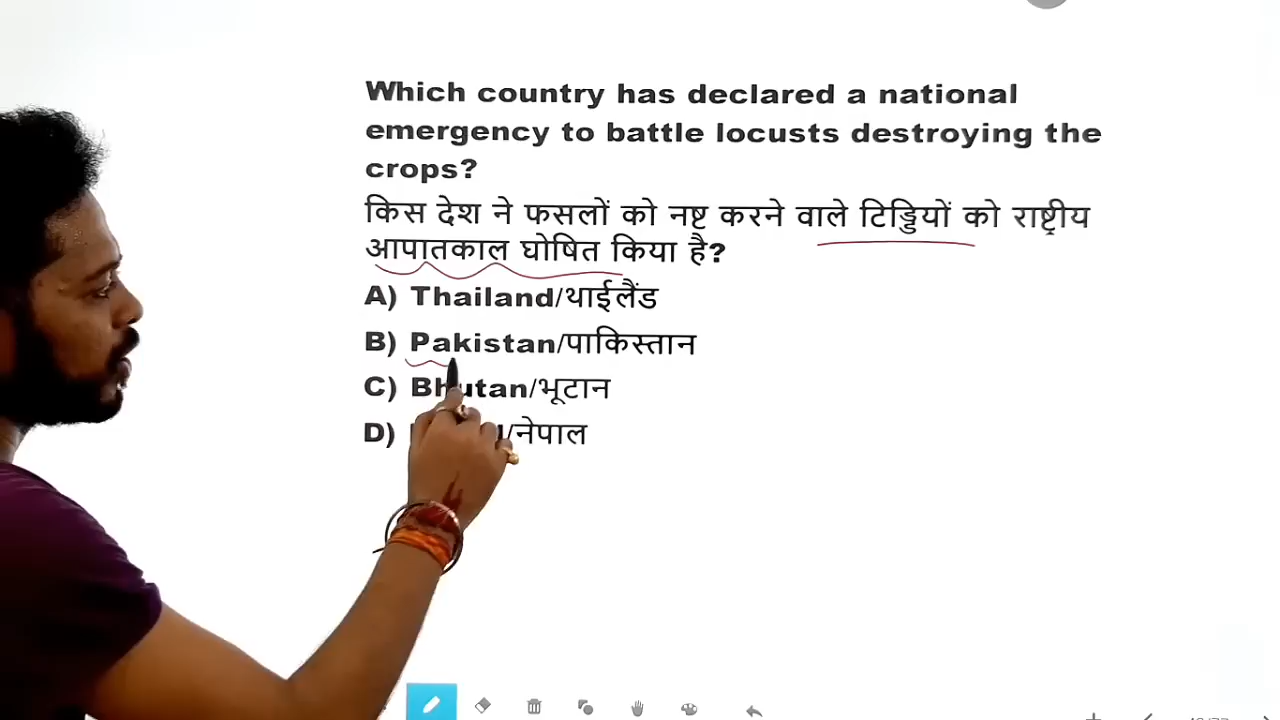 Which country has declared a national
emergency to battle locusts destroying the
crops?
किस देश ने फसलों को नष्ट करने वाले टिड्डियों को राष्ट्रीय
आपातकाल घोषित किया है?
A) Thailand/थाईलैंड
B) Pakistan/पाकिस्तान
C) Bhutan/भूटान
D) /नेपाल